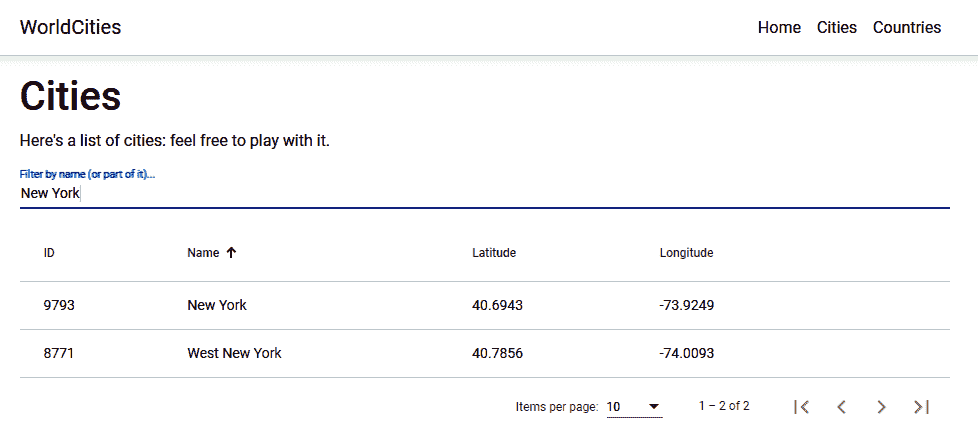 WorldCities Home Cities Countries
Cities
Here's a list of cities: feel free to play with it.
Filter by name (or part of it)...
New York
ID Name Latitude Longitude
9793 New York 40.6943 -73.9249
8771 West New York 40.7856 -74.0093
Items per page: 10 1 – 2 of 2